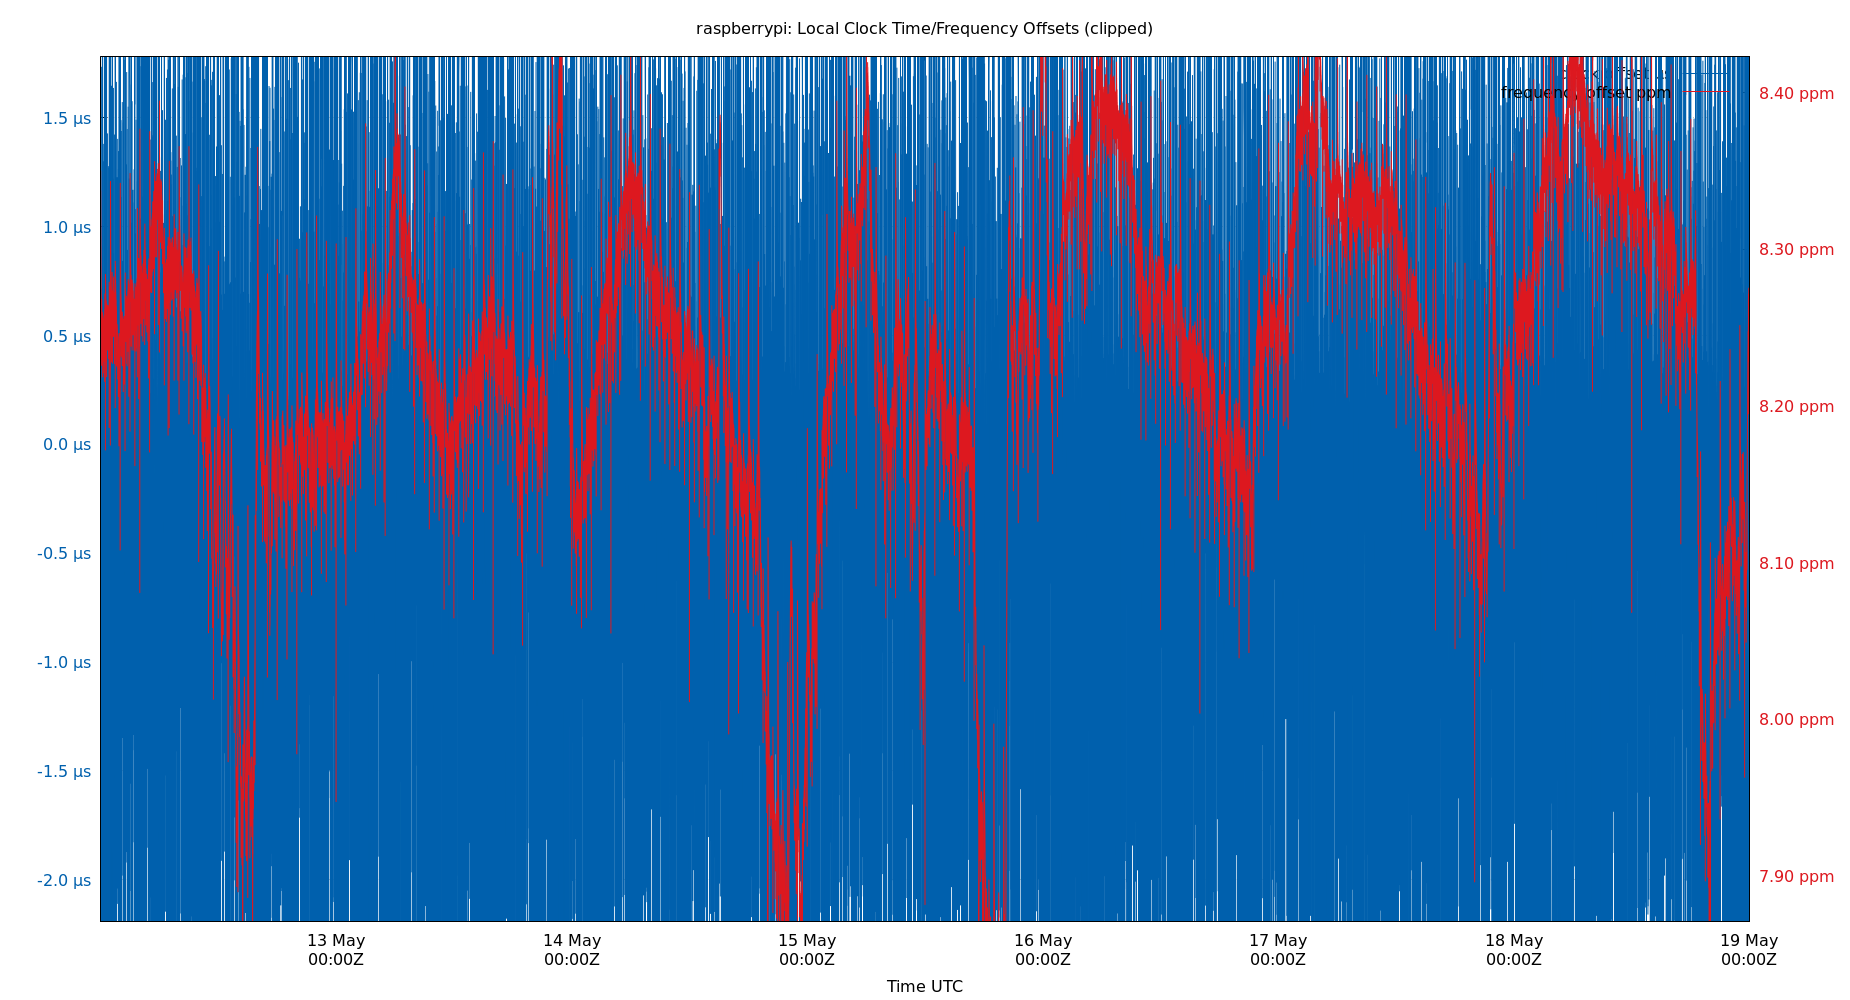 raspberrypi: Local Clock Time/Frequency Offsets (clipped)
1.5 µs
1.0 µs
0.5 µs
0.0 µs
-0.5 µs
-1.0 µs
-1.5 µs
-2.0 µs
frequency offset ppm
8.40 ppm
8.30 ppm
8.20 ppm
8.10 ppm
8.00 ppm
7.90 ppm
13 May 14 May 15 May 16 May 17 May 18 May 19 May
00:00Z 00:00Z 00:00Z 00:00Z 00:00Z 00:00Z 00:00Z
Time UTC